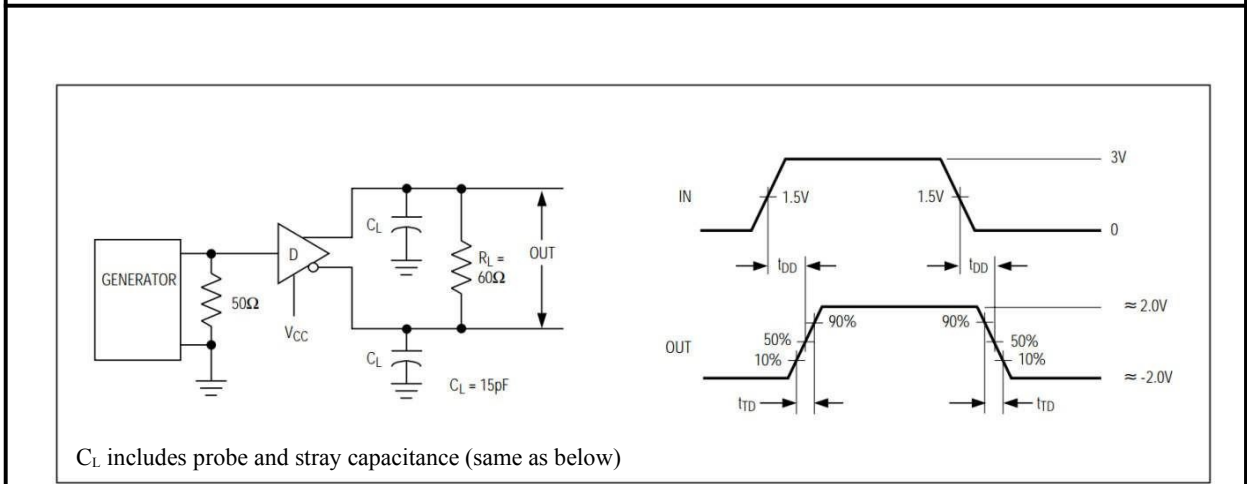 GENERATOR
50Ω
D
VCC
CL
CL
RL =
60Ω
OUT
CL = 15pF
IN
1.5V
1.5V
3V
0
tDD
tDD
OUT
90%
50%
10%
90%
50%
10%
≈ 2.0V
≈ -2.0V
tTD
tTD
CL includes probe and stray capacitance (same as below)